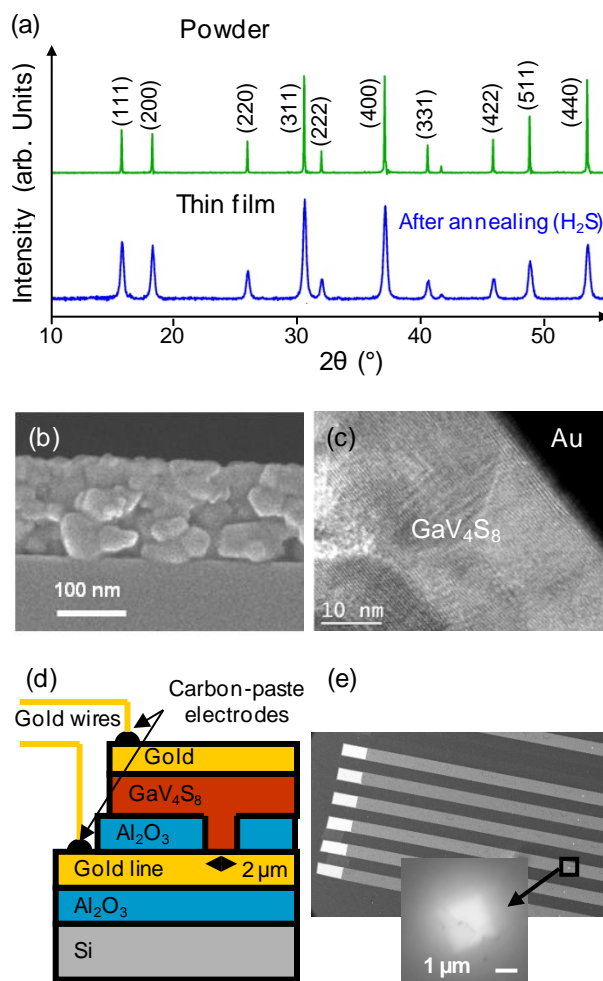 (a)
Powder
Intensity (arb. Units)
(111)
(200)
(220)
(311)
(222)
(400)
(331)
(422)
(511)
(440)
Thin film
After annealing (H₂S)
10 20 30 40 50
2θ (°)
(b)
100 nm
(c)
Au
GaV₄S₈
10 nm
(d)
Carbon-paste
electrodes
Gold wires
Gold
GaV₄S₈
Al₂O₃
Gold line
2 µm
Al₂O₃
Si
(e)
1 µm